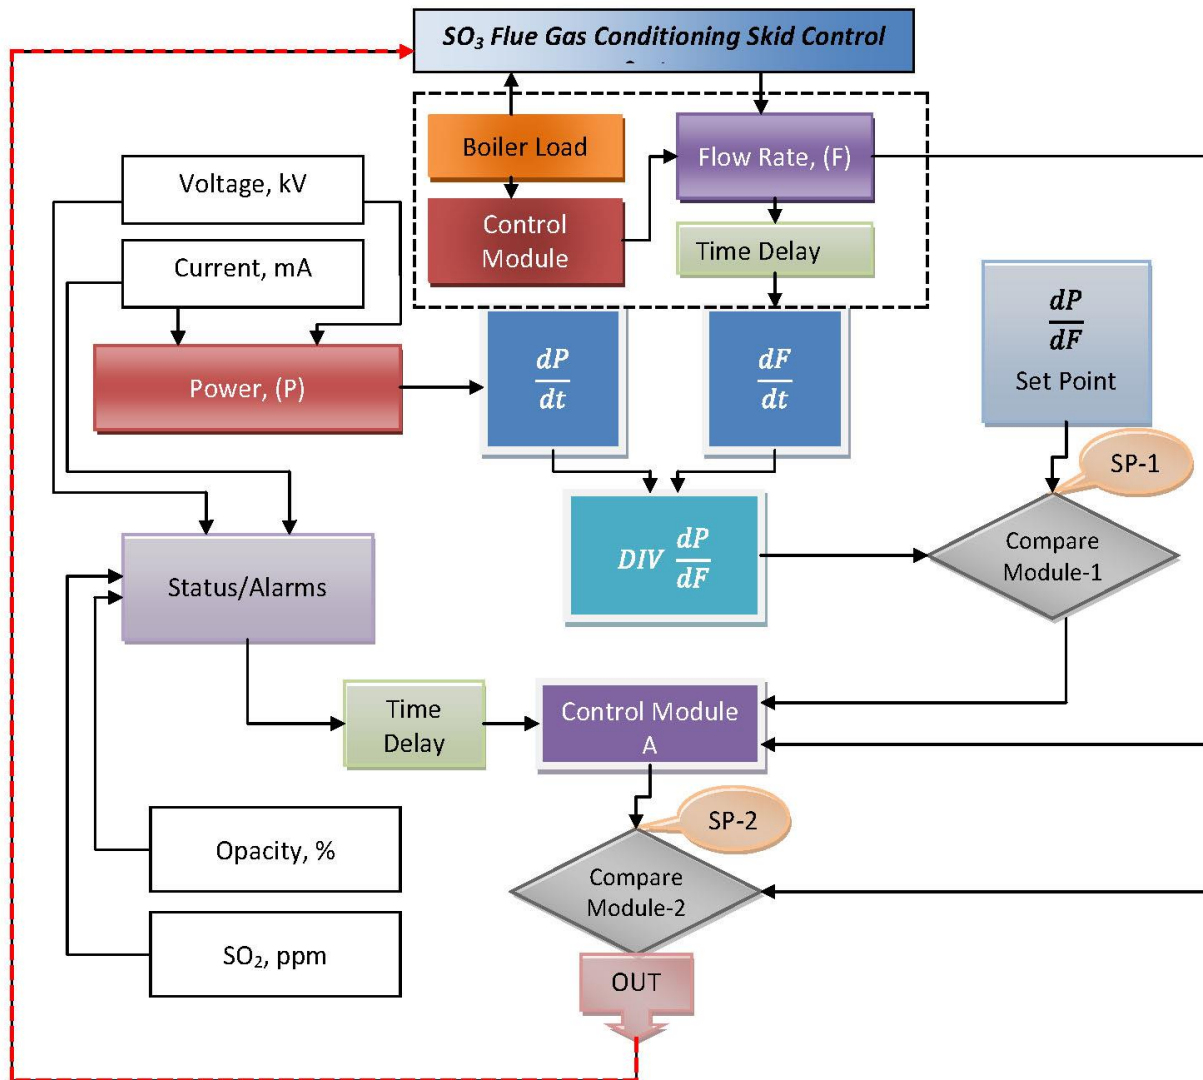 SO₃ Flue Gas Conditioning Skid Control
Boiler Load
Flow Rate, (F)
Voltage, kV
Control
Module
Time Delay
Current, mA
Power, (P)
dP
dt
dF
dt
dP
dF
Set Point
SP-1
DIV dP
dF
Compare
Module-1
Status/Alarms
Time
Delay
Control Module
A
SP-2
Opacity, %
Compare
Module-2
SO₂, ppm
OUT